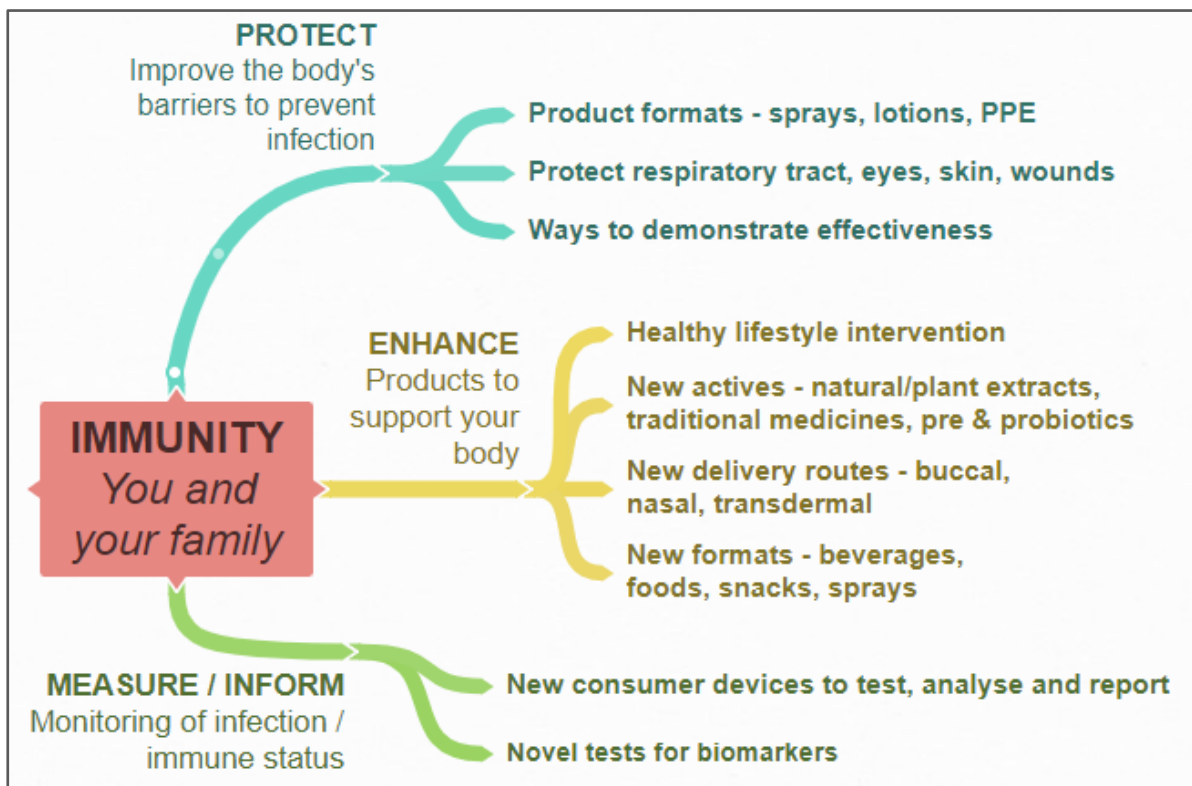 PROTECT
Improve the body's
barriers to prevent
infection
Product formats - sprays, lotions, PPE
Protect respiratory tract, eyes, skin, wounds
Ways to demonstrate effectiveness
IMMUNITY
You and
your family
ENHANCE
Products to
support your
body
Healthy lifestyle intervention
New actives - natural/plant extracts,
traditional medicines, pre & probiotics
New delivery routes - buccal,
nasal, transdermal
New formats - beverages,
foods, snacks, sprays
MEASURE / INFORM
Monitoring of infection /
immune status
New consumer devices to test, analyse and report
Novel tests for biomarkers